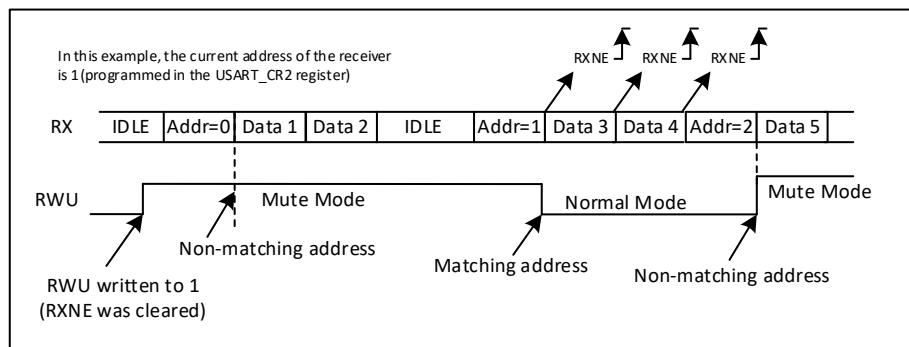 In this example, the current address of the receiver
is 1(programmed in the USART_CR2 register)
RXNE RXNE RXNE
RX IDLE Addr=0 Data 1 Data 2 IDLE Addr=1 Data 3 Data 4 Addr=2 Data 5
RWU Mute Mode Normal Mode Mute Mode
Non-matching address Matching address Non-matching address
RWU written to 1
(RXNE was cleared)